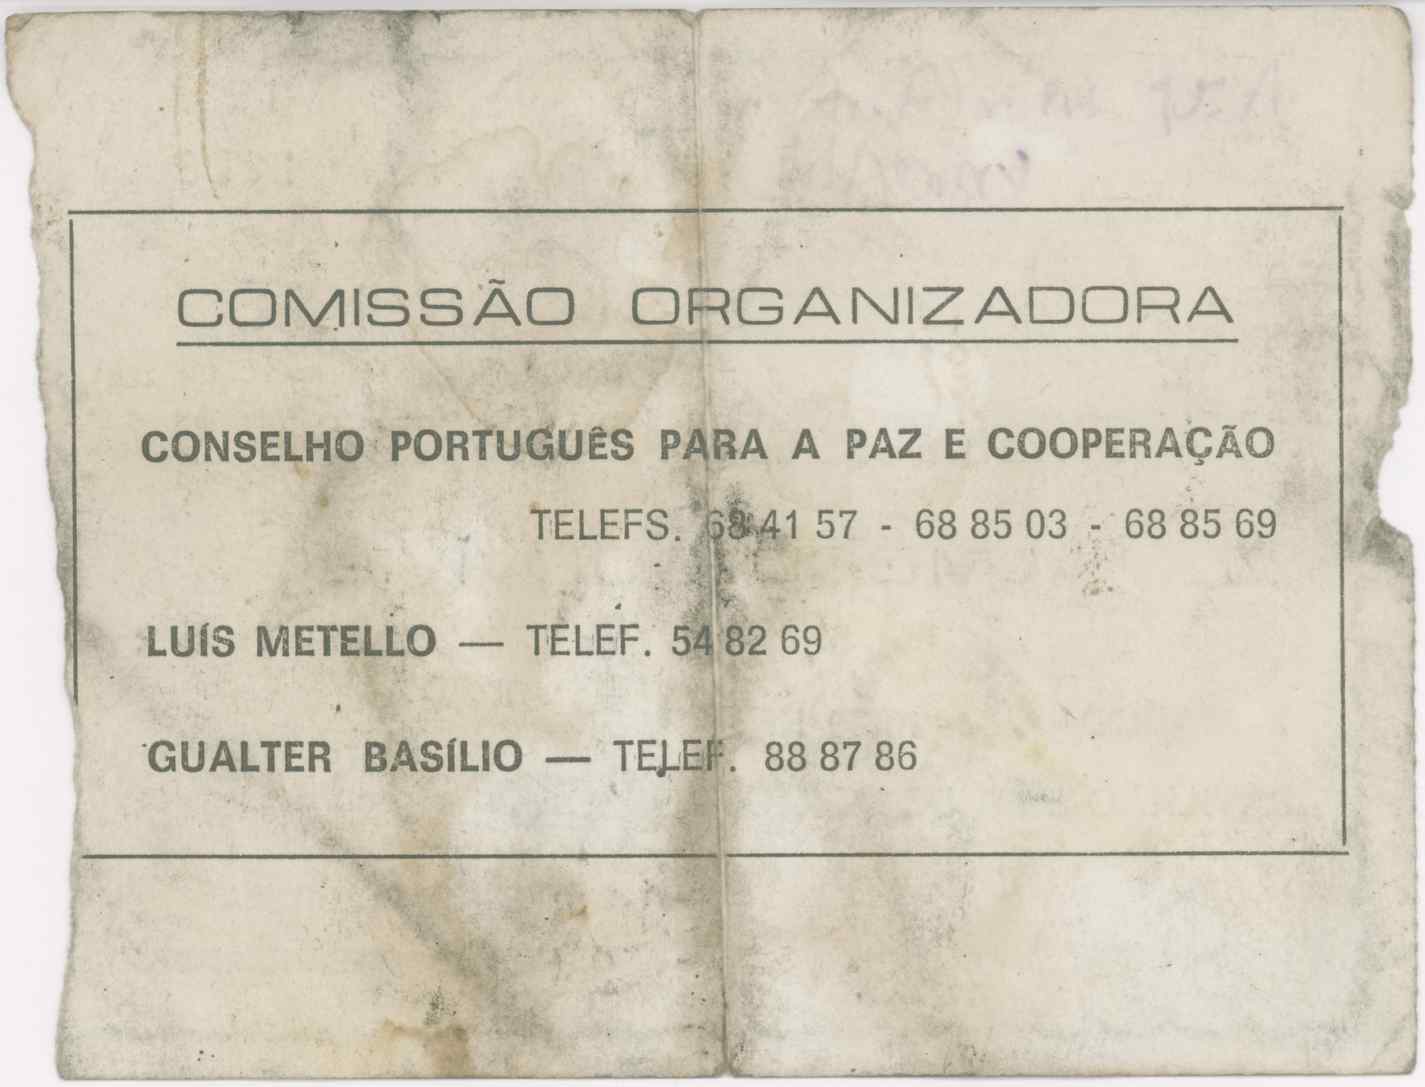 COMISSÃO ORGANIZADORA
CONSELHO PORTUGUÊS PARA A PAZ E COOPERAÇÃO
TELEFS. 68 41 57 - 68 85 03 - 68 85 69
LUÍS METELLO — TELEF. 54 82 69
GUALTER BASÍLIO — TELEF. 88 87 86